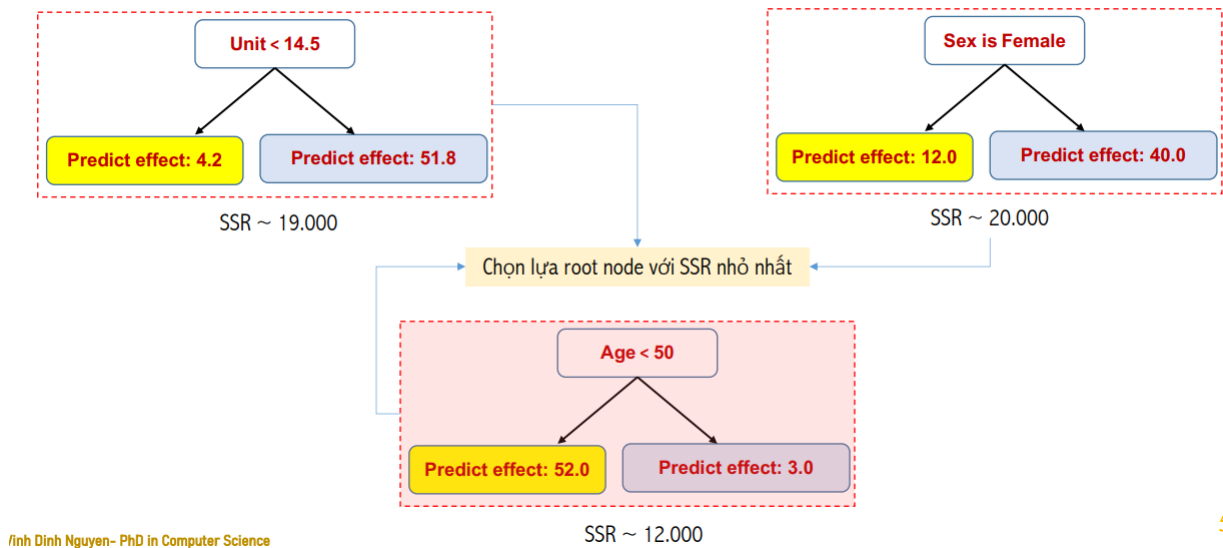 Unit < 14.5
Predict effect: 4.2
Predict effect: 51.8
SSR ~ 19.000
Sex is Female
Predict effect: 12.0
Predict effect: 40.0
SSR ~ 20.000
Chọn lựa root node với SSR nhỏ nhất
Age < 50
Predict effect: 52.0
Predict effect: 3.0
SSR ~ 12.000
Vinh Dinh Nguyen- PhD in Computer Science